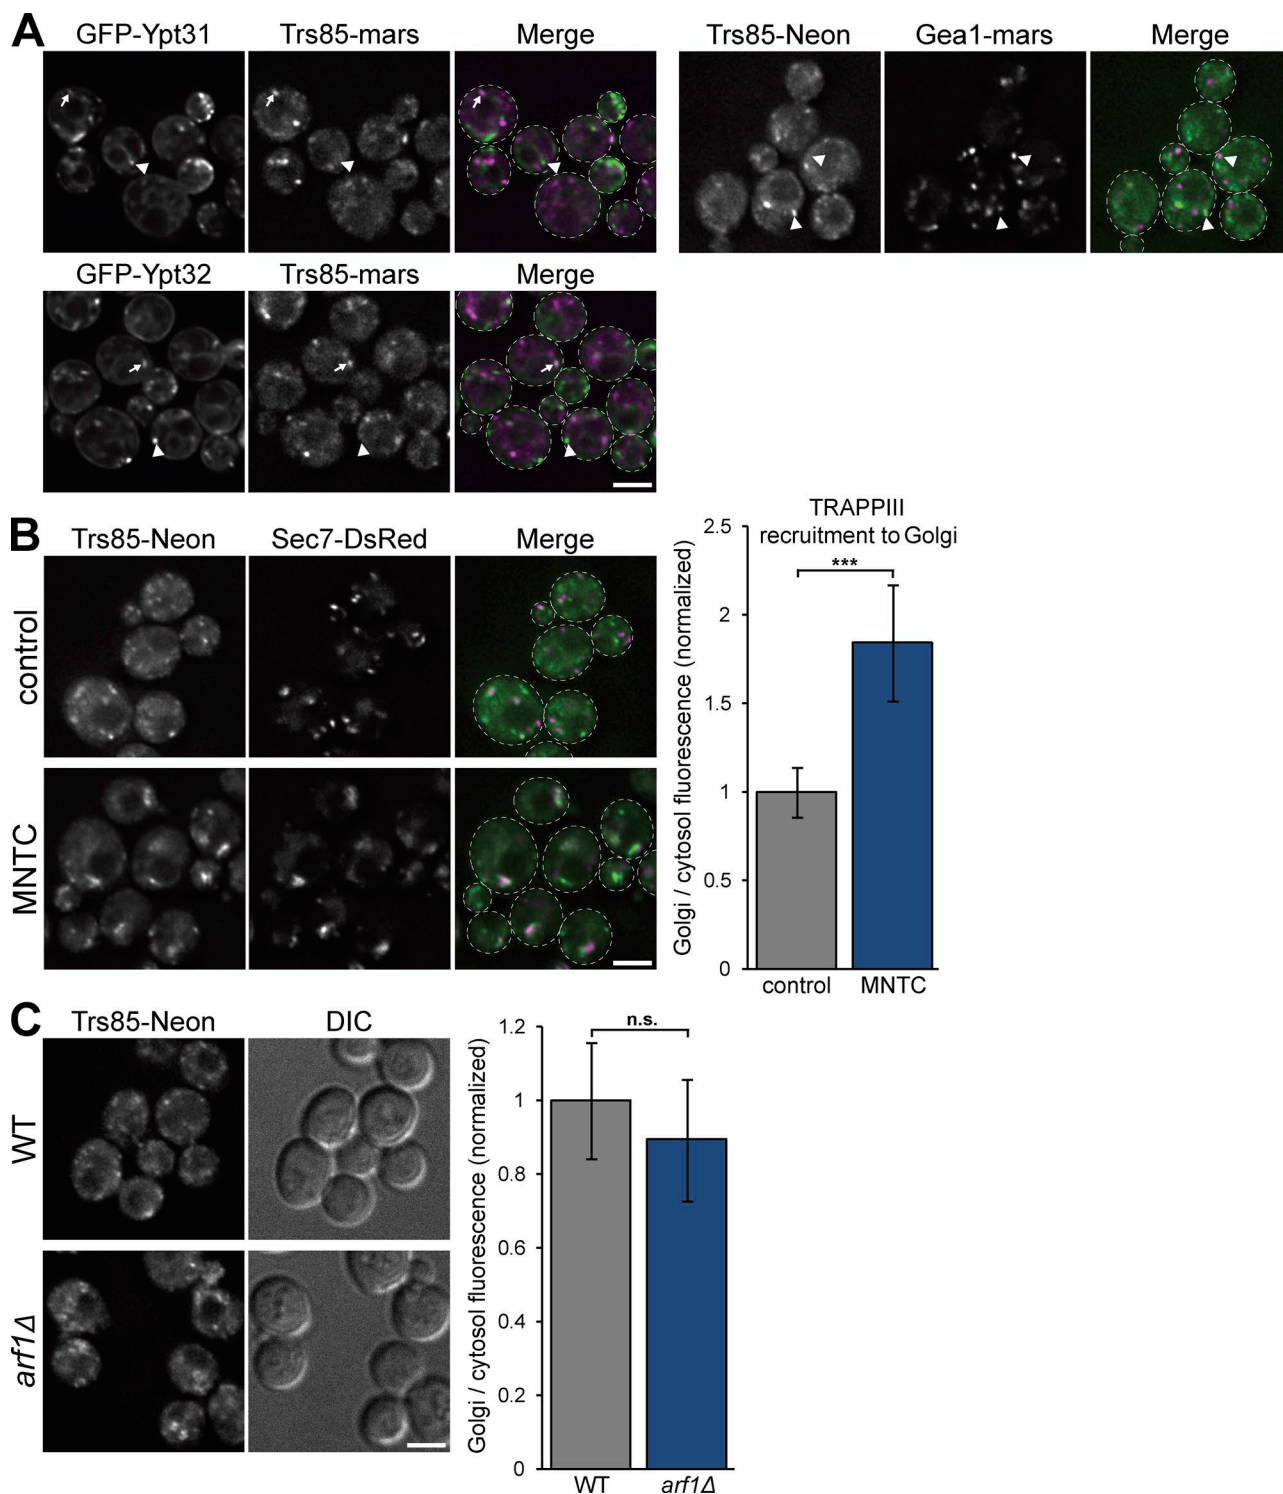 A
GFP-Ypt31 Trs85-mars Merge
Trs85-Neon Gea1-mars Merge
GFP-Ypt32 Trs85-mars Merge
B
Trs85-Neon Sec7-DsRed Merge
control
MNTC
TRAPPIII
recruitment to Golgi
***
Golgi / cytosol fluorescence (normalized)
2.5
2
1.5
1
0.5
0
control MNTC
C
Trs85-Neon DIC
WT
arf1Δ
n.s.
Golgi / cytosol fluorescence (normalized)
1.2
1
0.8
0.6
0.4
0.2
0
WT arf1Δ